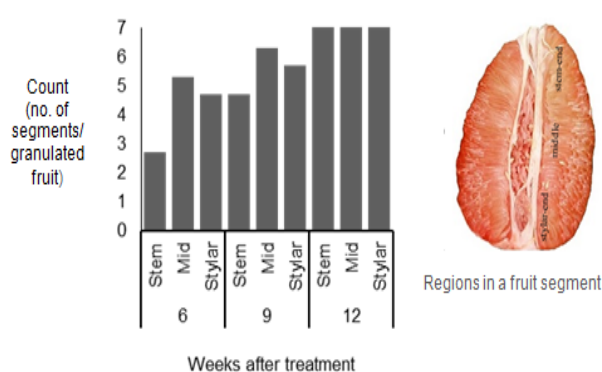 Count
(no. of
segments/
granulated
fruit)
7
6
5
4
3
2
1
0
Stem
Mid
Stylar
Stem
Mid
Stylar
Stem
Mid
Stylar
6
9
12
Weeks after treatment
stem-end
middle
stylar-end
Regions in a fruit segment